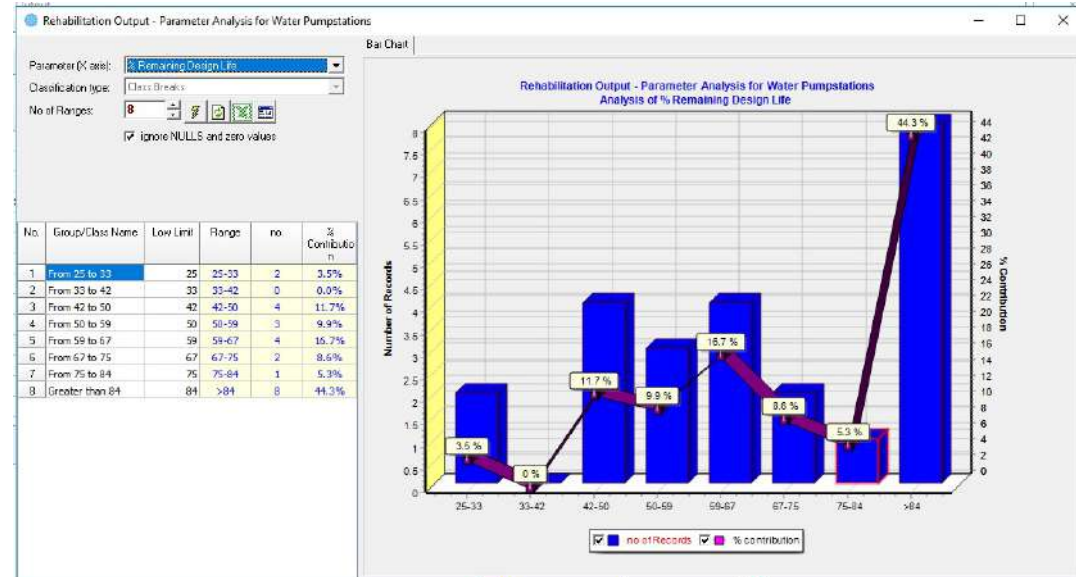 Rehabilitation Output - Parameter Analysis for Water Pumpstations
Parameter (X axis): % Remaining Design Life
Classification type: Class Breaks
No of Ranges: 8
ignore NULLS and zero values
No. Group/Class Name Low Limit Range no. % Contributio
n
1 From 25 to 33 25 25-33 2 3.5%
2 From 33 to 42 33 33-42 0 0.0%
3 From 42 to 50 42 42-50 4 11.7%
4 From 50 to 59 50 50-59 3 9.9%
5 From 59 to 67 59 59-67 4 16.7%
6 From 67 to 75 67 67-75 2 8.6%
7 From 75 to 84 75 75-84 1 5.3%
8 Greater than 84 84 >84 8 44.3%
Bar Chart
Rehabilitation Output - Parameter Analysis for Water Pumpstations
Analysis of % Remaining Design Life
Number of Records
8
7.5
7
6.5
6
5.5
5
4.5
4
3.5
3
2.5
2
1.5
1
0.5
0
3.5 %
0 %
11.7 %
9.9 %
16.7 %
8.6 %
5.3 %
44.3 %
44
42
40
38
36
34
32
30
28
26
24
22
20
18
16
14
12
10
8
6
4
2
0
% Contribution
25-33 33-42 42-50 50-59 59-67 67-75 75-84 >84
no of Records % contribution